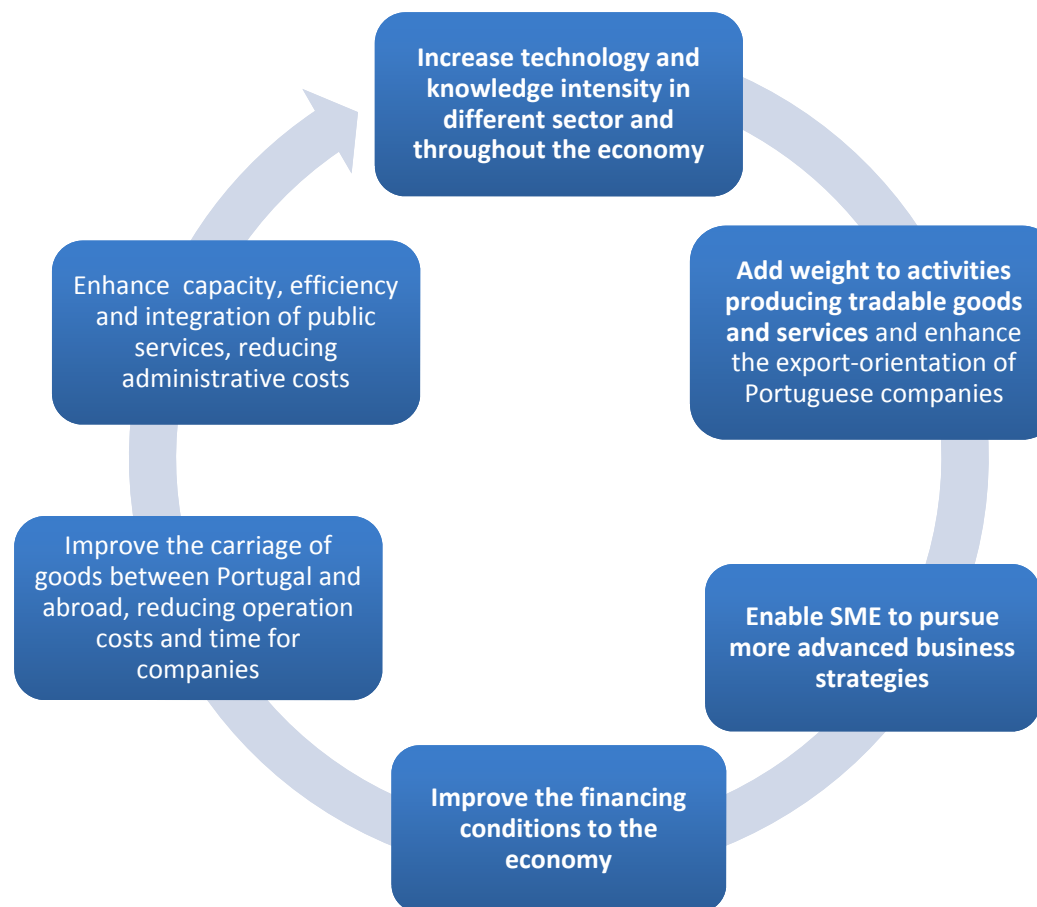 Increase technology and
knowledge intensity in
different sector and
throughout the economy
Add weight to activities
producing tradable goods
and services and enhance
the export-orientation of
Portuguese companies
Enable SME to pursue
more advanced business
strategies
Improve the financing
conditions to the
economy
Improve the carriage of
goods between Portugal and
abroad, reducing operation
costs and time for
companies
Enhance  capacity, efficiency
and integration of public
services, reducing
administrative costs